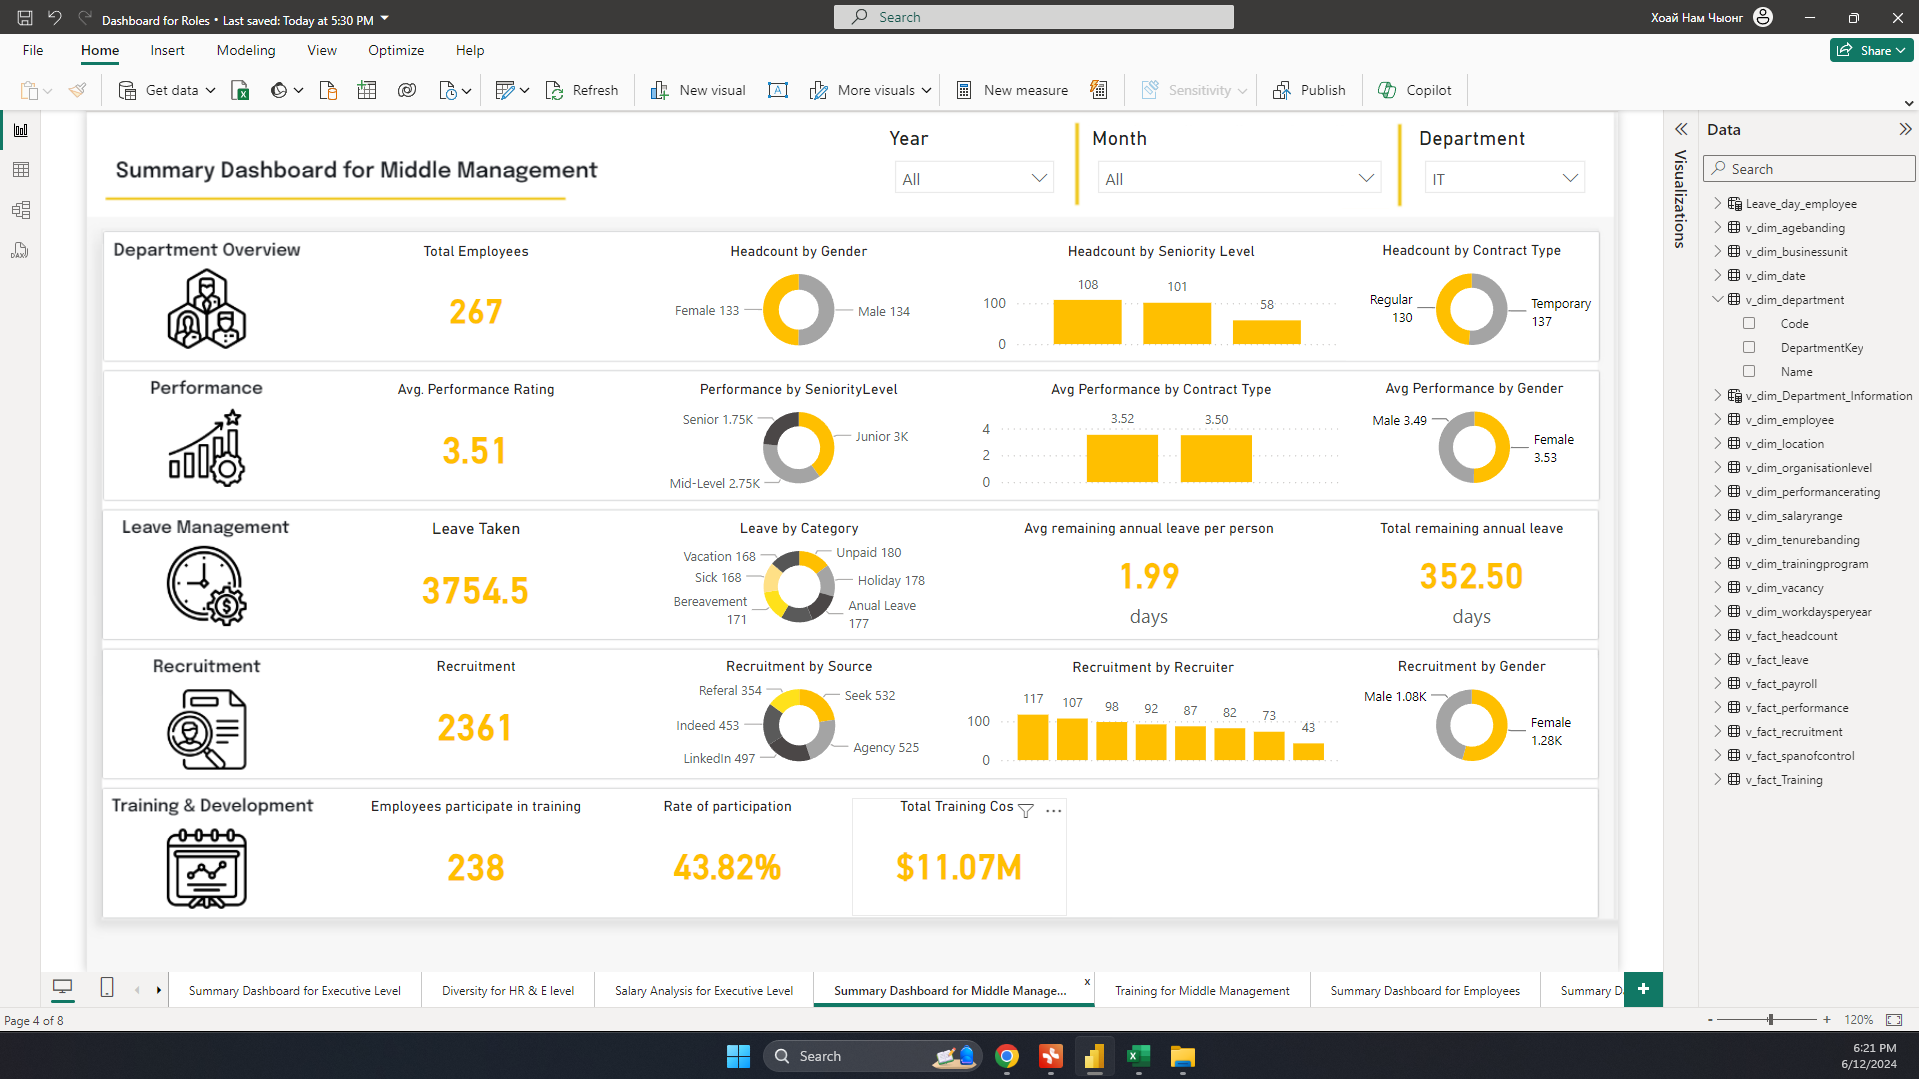 Dashboard for Roles • Last saved: Today at 5:30 PM
Search
Хоай Нам Чыонг
File
Home
Insert
Modeling
View
Optimize
Help
Share
Get data
Refresh
New visual
More visuals
New measure
Sensitivity
Publish
Copilot
Summary Dashboard for Middle Management
Year
All
Month
All
Department
IT
Department Overview
Total Employees
267
Headcount by Gender
Female 133
Male 134
Headcount by Seniority Level
108
101
58
100
0
Headcount by Contract Type
Regular
130
Temporary
137
Performance
Avg. Performance Rating
3.51
Performance by SeniorityLevel
Senior 1.75K
Junior 3K
Mid-Level 2.75K
Avg Performance by Contract Type
3.52
3.50
4
2
0
Avg Performance by Gender
Male 3.49
Female
3.53
Leave Management
Leave Taken
3754.5
Leave by Category
Vacation 168
Unpaid 180
Sick 168
Holiday 178
Bereavement
171
Anual Leave
177
Avg remaining annual leave per person
1.99
days
Total remaining annual leave
352.50
days
Recruitment
Recruitment
2361
Recruitment by Source
Referal 354
Seek 532
Indeed 453
Agency 525
LinkedIn 497
Recruitment by Recruiter
117
107
98
92
87
82
73
43
100
0
Recruitment by Gender
Male 1.08K
Female
1.28K
Training & Development
Employees participate in training
238
Rate of participation
43.82%
Total Training Cos
$11.07M
Visualizations
Data
Search
Leave_day_employee
v_dim_agebanding
v_dim_businessunit
v_dim_date
v_dim_department
Code
DepartmentKey
Name
v_dim_Department_Information
v_dim_employee
v_dim_location
v_dim_organisationlevel
v_dim_performancerating
v_dim_salaryrange
v_dim_tenurebanding
v_dim_trainingprogram
v_dim_vacancy
v_dim_workdaysperyear
v_fact_headcount
v_fact_leave
v_fact_payroll
v_fact_performance
v_fact_recruitment
v_fact_spanofcontrol
v_fact_Training
Summary Dashboard for Executive Level
Diversity for HR & E level
Salary Analysis for Executive Level
Summary Dashboard for Middle Manage...
x
Training for Middle Management
Summary Dashboard for Employees
Summary D
+
Page 4 of 8
- + 120%
Search
6:21 PM
6/12/2024